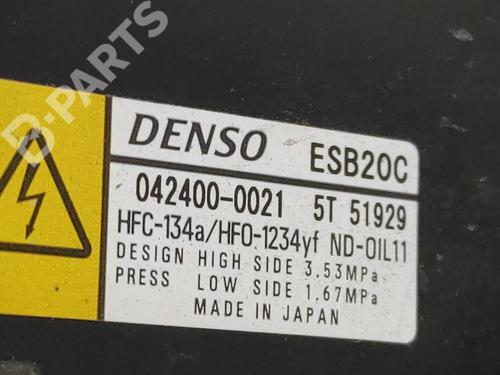 B-PARTS
DENSO ESB20C
042400-0021 5T 51929
HFC-134a/HFO-1234yf ND-OIL11
DESIGN HIGH SIDE 3.53MPa
PRESS LOW SIDE 1.67MPa
MADE IN JAPAN